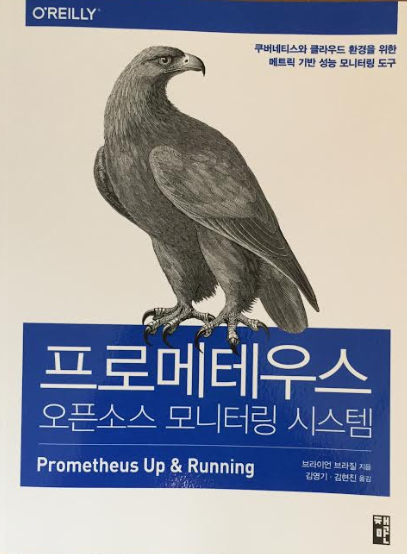 O'REILLY
쿠버네티스와 클라우드 환경을 위한
메트릭 기반 성능 모니터링 도구
프로메테우스
오픈소스 모니터링 시스템
Prometheus Up & Running
브라이언 브라질 지음
김영기 · 김현진 옮김
책만